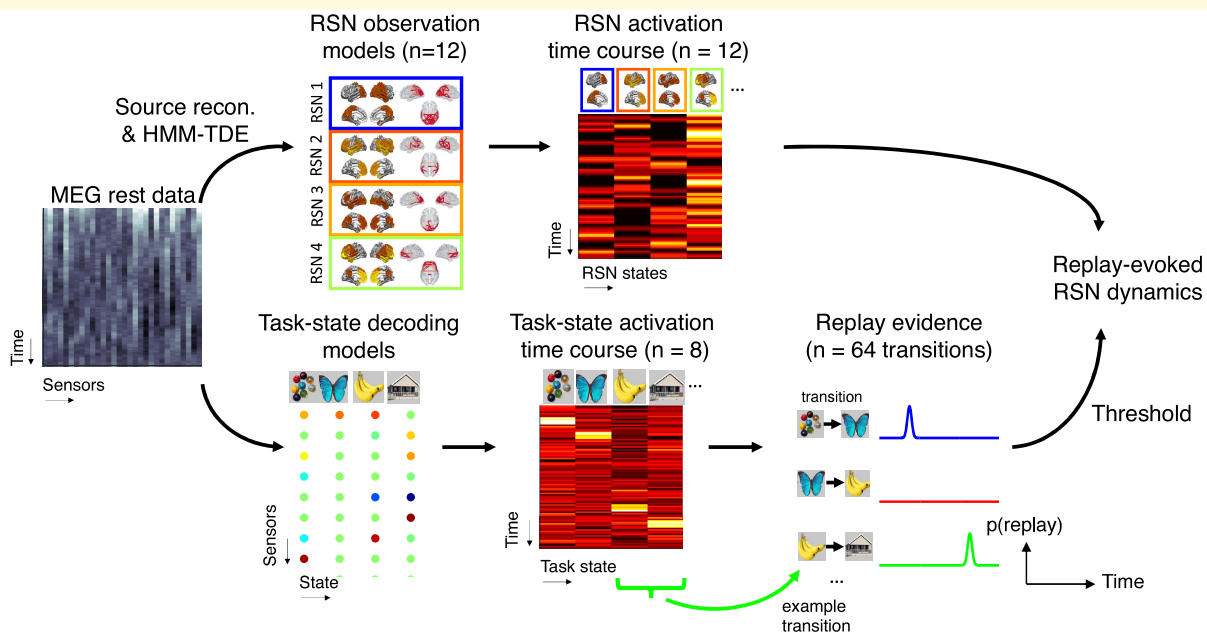 RSN observation
models (n=12)
RSN activation
time course (n = 12)
Source recon.
& HMM-TDE
RSN 1
RSN 2
RSN 3
RSN 4
...
Time
RSN states
MEG rest data
Time
Sensors
Replay-evoked
RSN dynamics
Task-state decoding
models
Task-state activation
time course (n = 8)
Replay evidence
(n = 64 transitions)
...
Sensors
State
Time
Task state
transition
...
example
transition
Threshold
p(replay)
Time